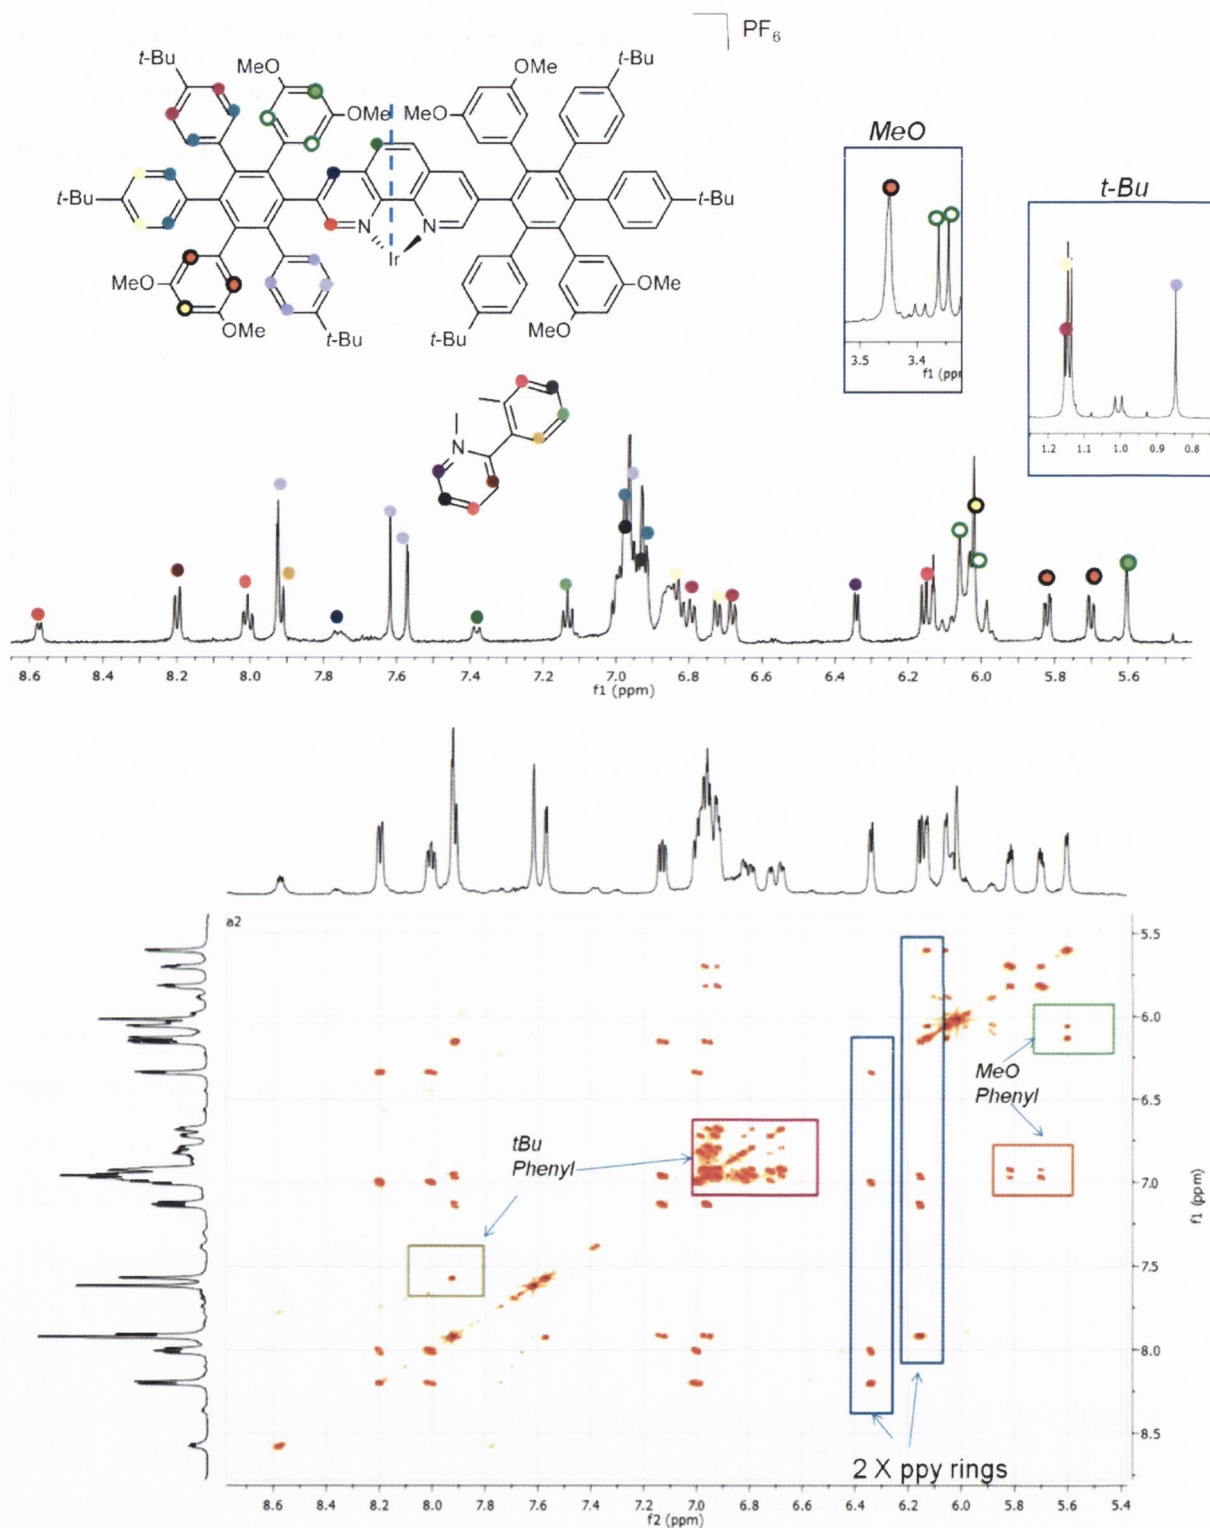 PF6
t-Bu
MeO
OMe
t-Bu
OMe
MeO
t-Bu
t-Bu
N
N
Ir
MeO
OMe
t-Bu
t-Bu
OMe
OMe
MeO
3.5 3.4
f1 (ppr
t-Bu
1.2 1.1 1.0 0.9 0.8
N
8.6 8.4 8.2 8.0 7.8 7.6 7.4 7.2 7.0 6.8 6.6 6.4 6.2 6.0 5.8 5.6
f1 (ppm)
a2
5.5
6.0
6.5
7.0
7.5
8.0
8.5
f1 (ppm)
MeO
Phenyl
tBu
Phenyl
2 X ppy rings
8.6 8.4 8.2 8.0 7.8 7.6 7.4 7.2 7.0 6.8 6.6 6.4 6.2 6.0 5.8 5.6 5.4
f2 (ppm)